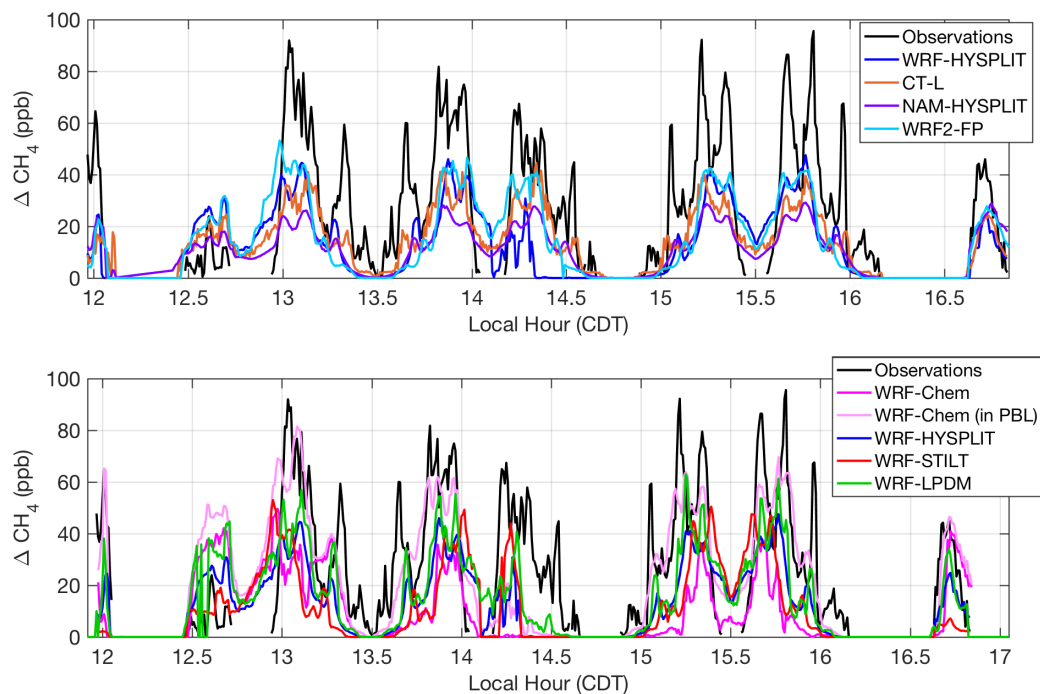 100
80
60
40
20
0
Δ CH4 (ppb)
12
12.5
13
13.5
14
14.5
15
15.5
16
16.5
Local Hour (CDT)
Observations
WRF-HYSPLIT
CT-L
NAM-HYSPLIT
WRF2-FP
100
80
60
40
20
0
Δ CH4 (ppb)
12
12.5
13
13.5
14
14.5
15
15.5
16
16.5
17
Local Hour (CDT)
Observations
WRF-Chem
WRF-Chem (in PBL)
WRF-HYSPLIT
WRF-STILT
WRF-LPDM